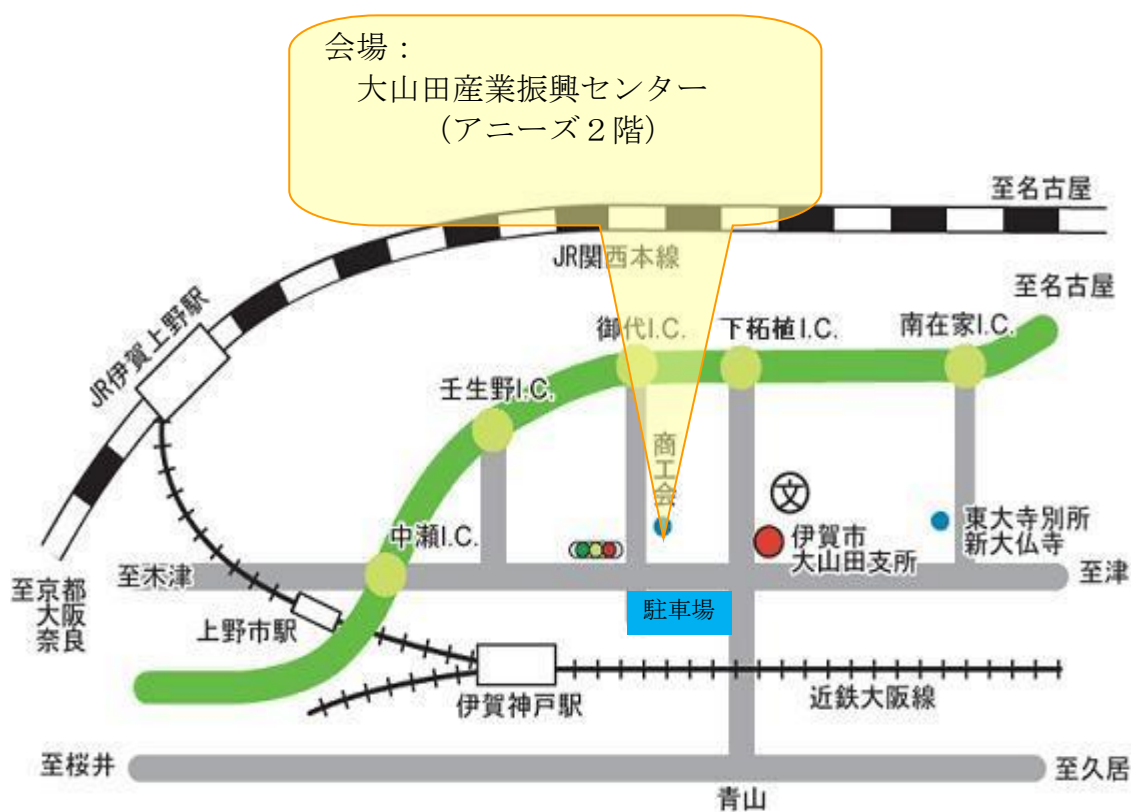 会場：
大山田産業振興センター
（アニーズ２階）
至名古屋
JR関西本線
至名古屋
JR伊賀上野駅
御代I.C.
下柘植I.C.
南在家I.C.
壬生野I.C.
商工会
文
中瀬I.C.
伊賀市
大山田支所
東大寺別所
新大仏寺
至木津
至津
至京都
大阪
奈良
駐車場
上野市駅
伊賀神戸駅
近鉄大阪線
至桜井
至久居
青山